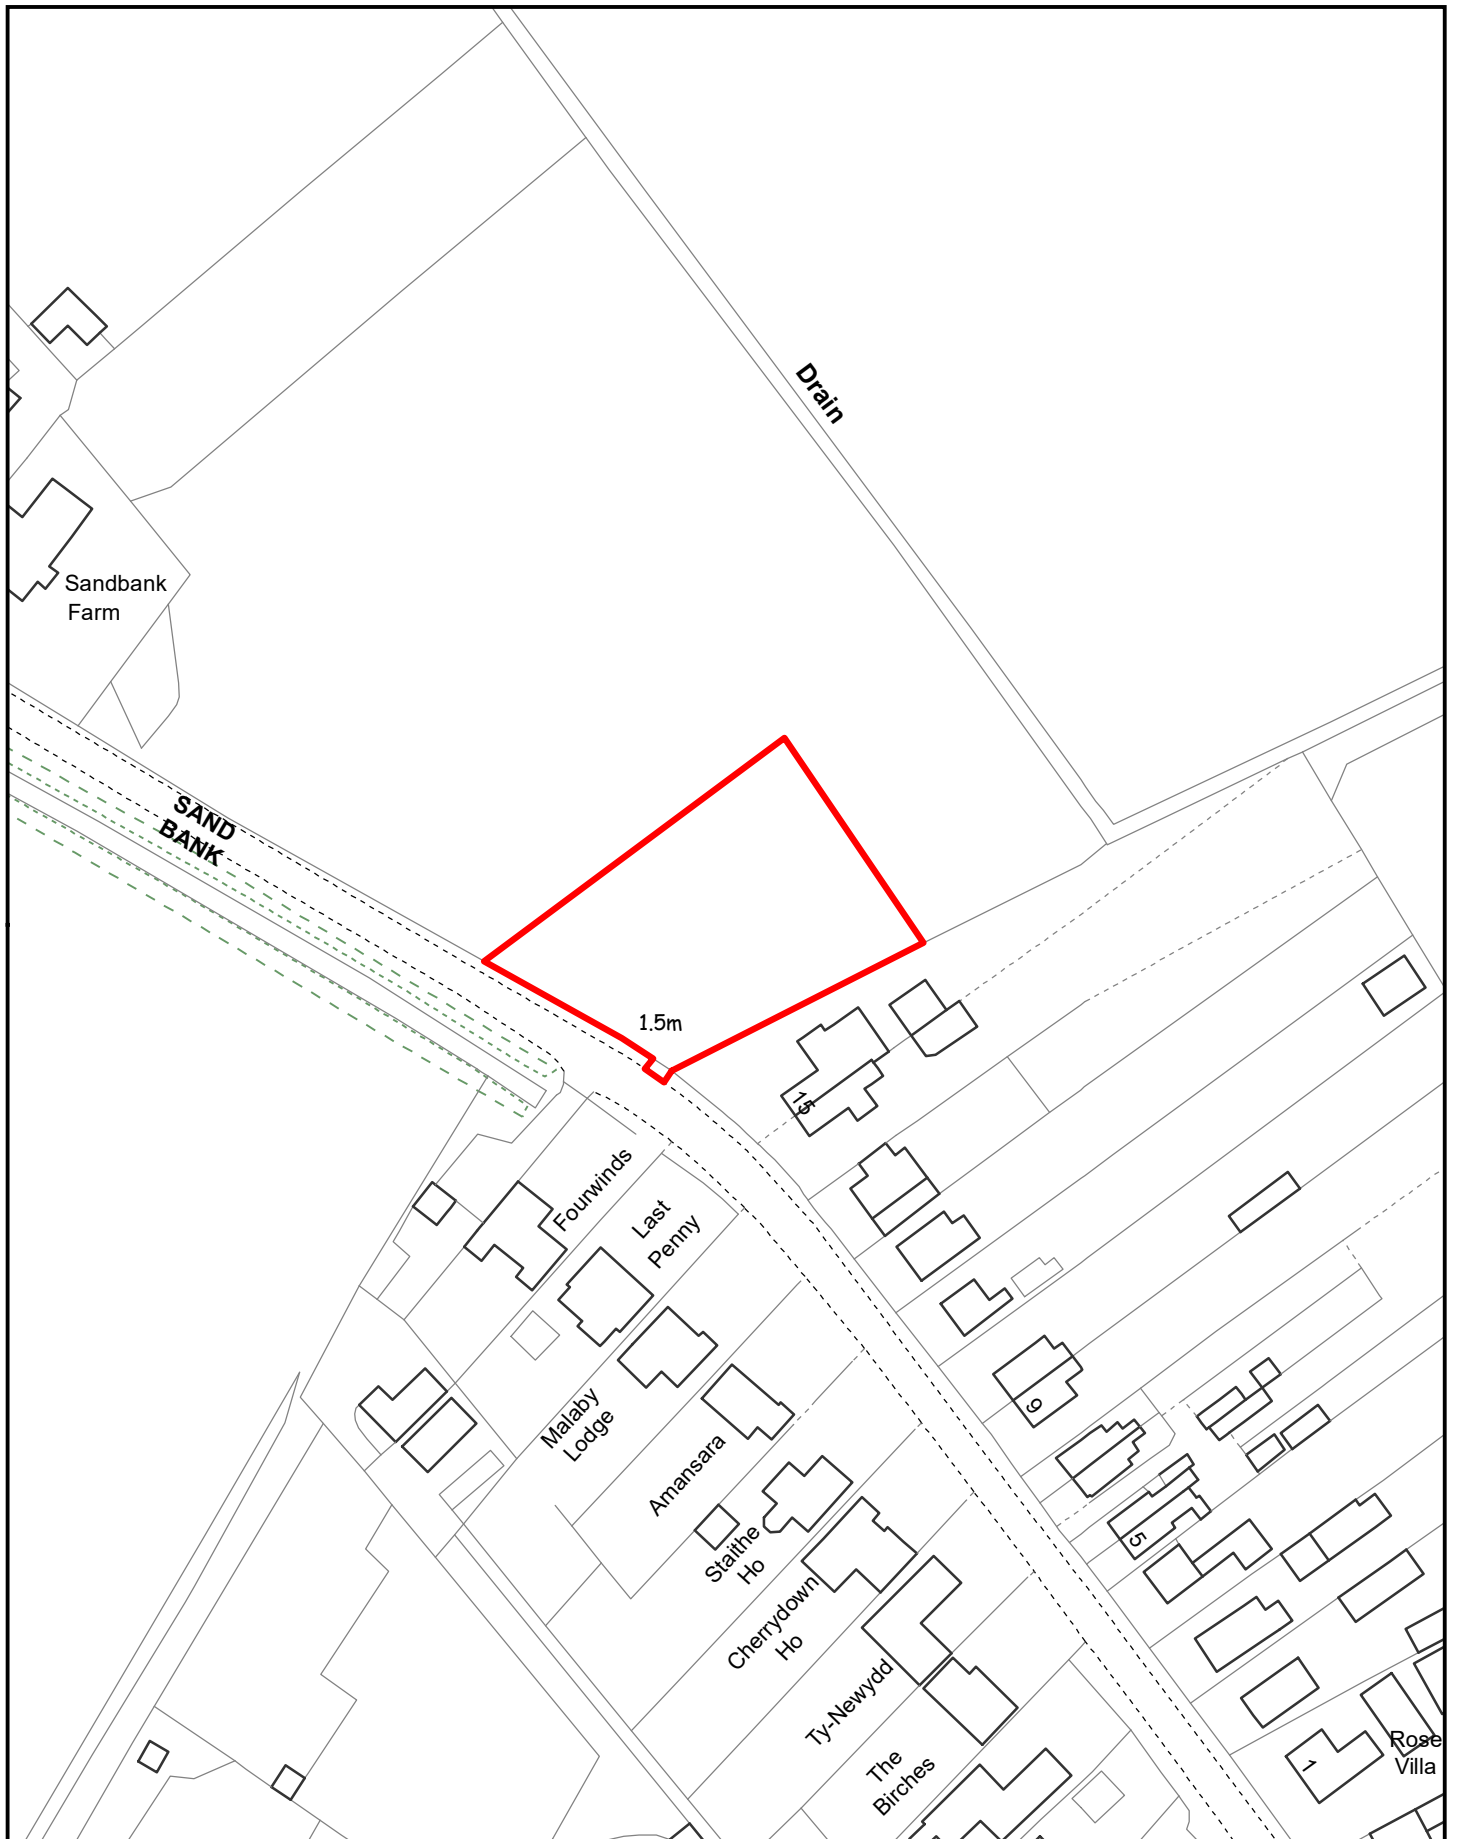 Drain
Sandbank
Farm
SAND
BANK
1.5m
15
Fourwinds
Last
Penny
Malaby
Lodge
9
Amansara
5
Staithe
Ho
Cherrydown
Ho
Ty-Newydd
The
Birches
1
Rose
Villa